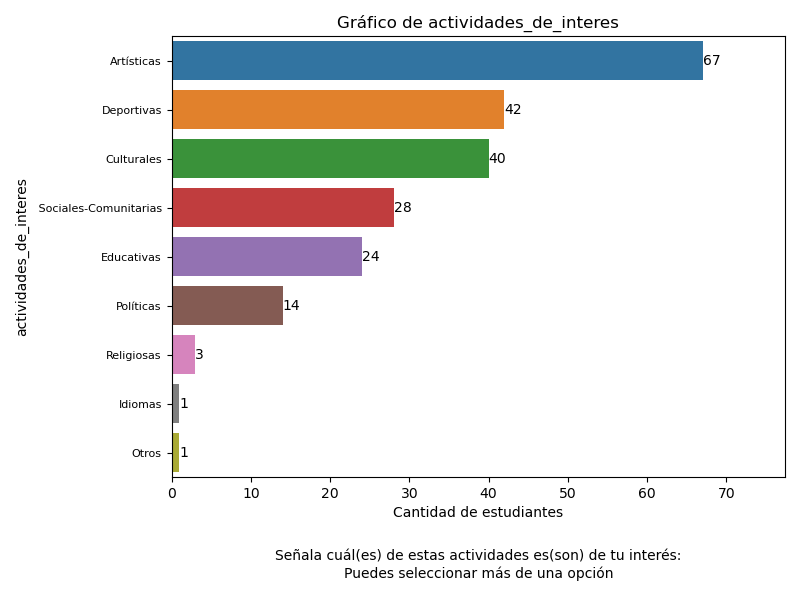 Gráfico de actividades_de_interes
Artísticas
67
Deportivas
42
Culturales
40
Sociales-Comunitarias
28
Educativas
24
Políticas
14
Religiosas
3
Idiomas
1
Otros
1
actividades_de_interes
0 10 20 30 40 50 60 70
Cantidad de estudiantes
Señala cuál(es) de estas actividades es(son) de tu interés:
Puedes seleccionar más de una opción